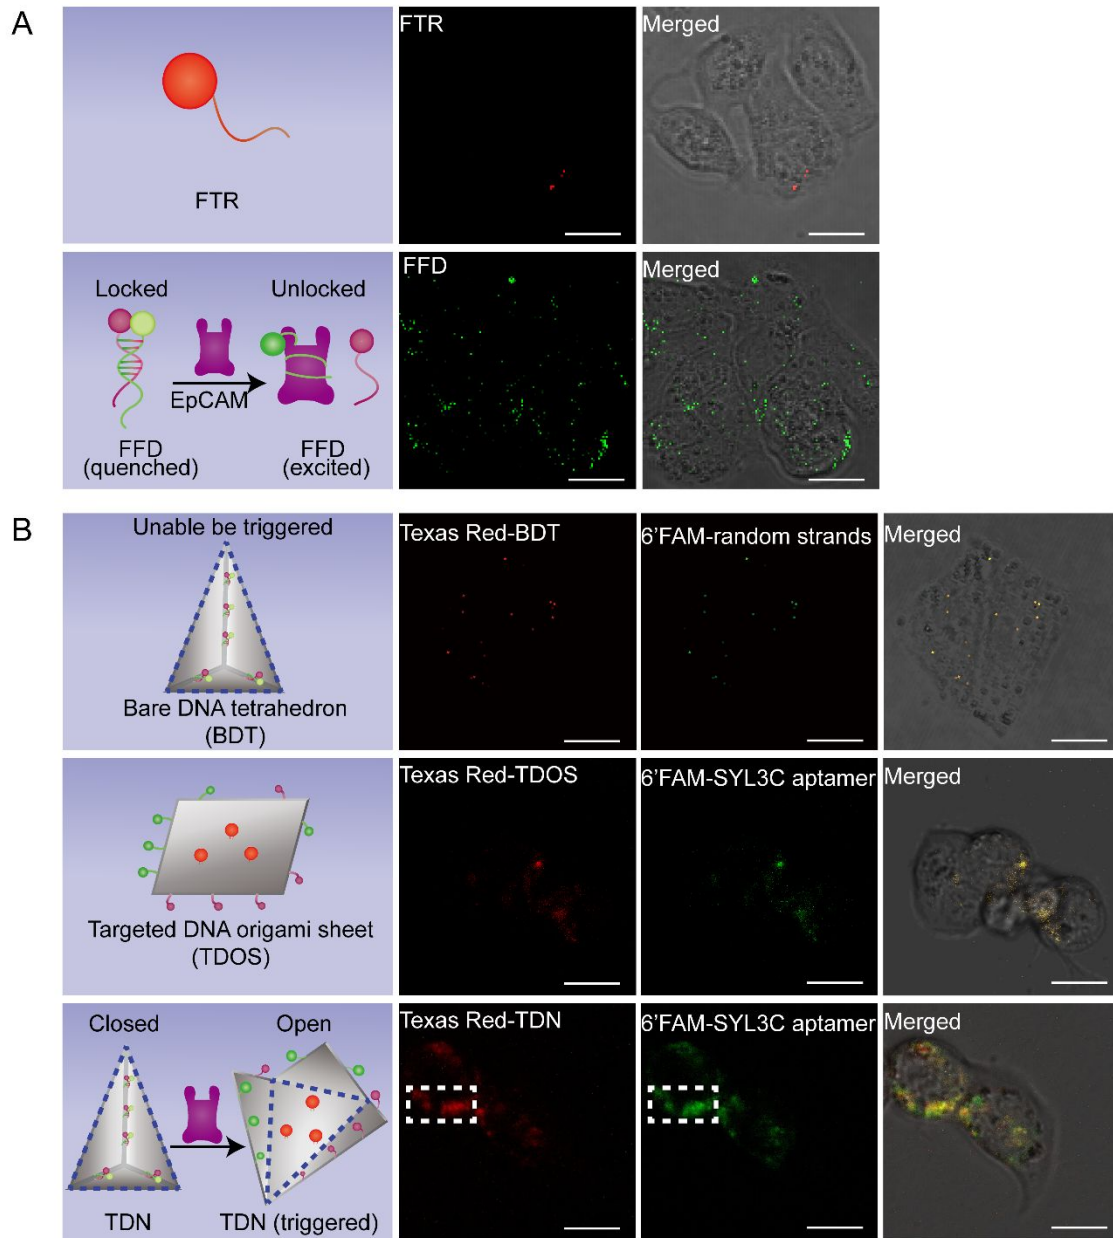 A
FTR
FTR
Merged
Locked
Unlocked
EpCAM
FFD
(quenched)
FFD
(excited)
FFD
Merged
B
Unable be triggered
Bare DNA tetrahedron
(BDT)
Texas Red-BDT
6'FAM-random strands
Merged
Targeted DNA origami sheet
(TDOS)
Texas Red-TDOS
6'FAM-SYL3C aptamer
Merged
Closed
Open
TDN
TDN (triggered)
Texas Red-TDN
6'FAM-SYL3C aptamer
Merged